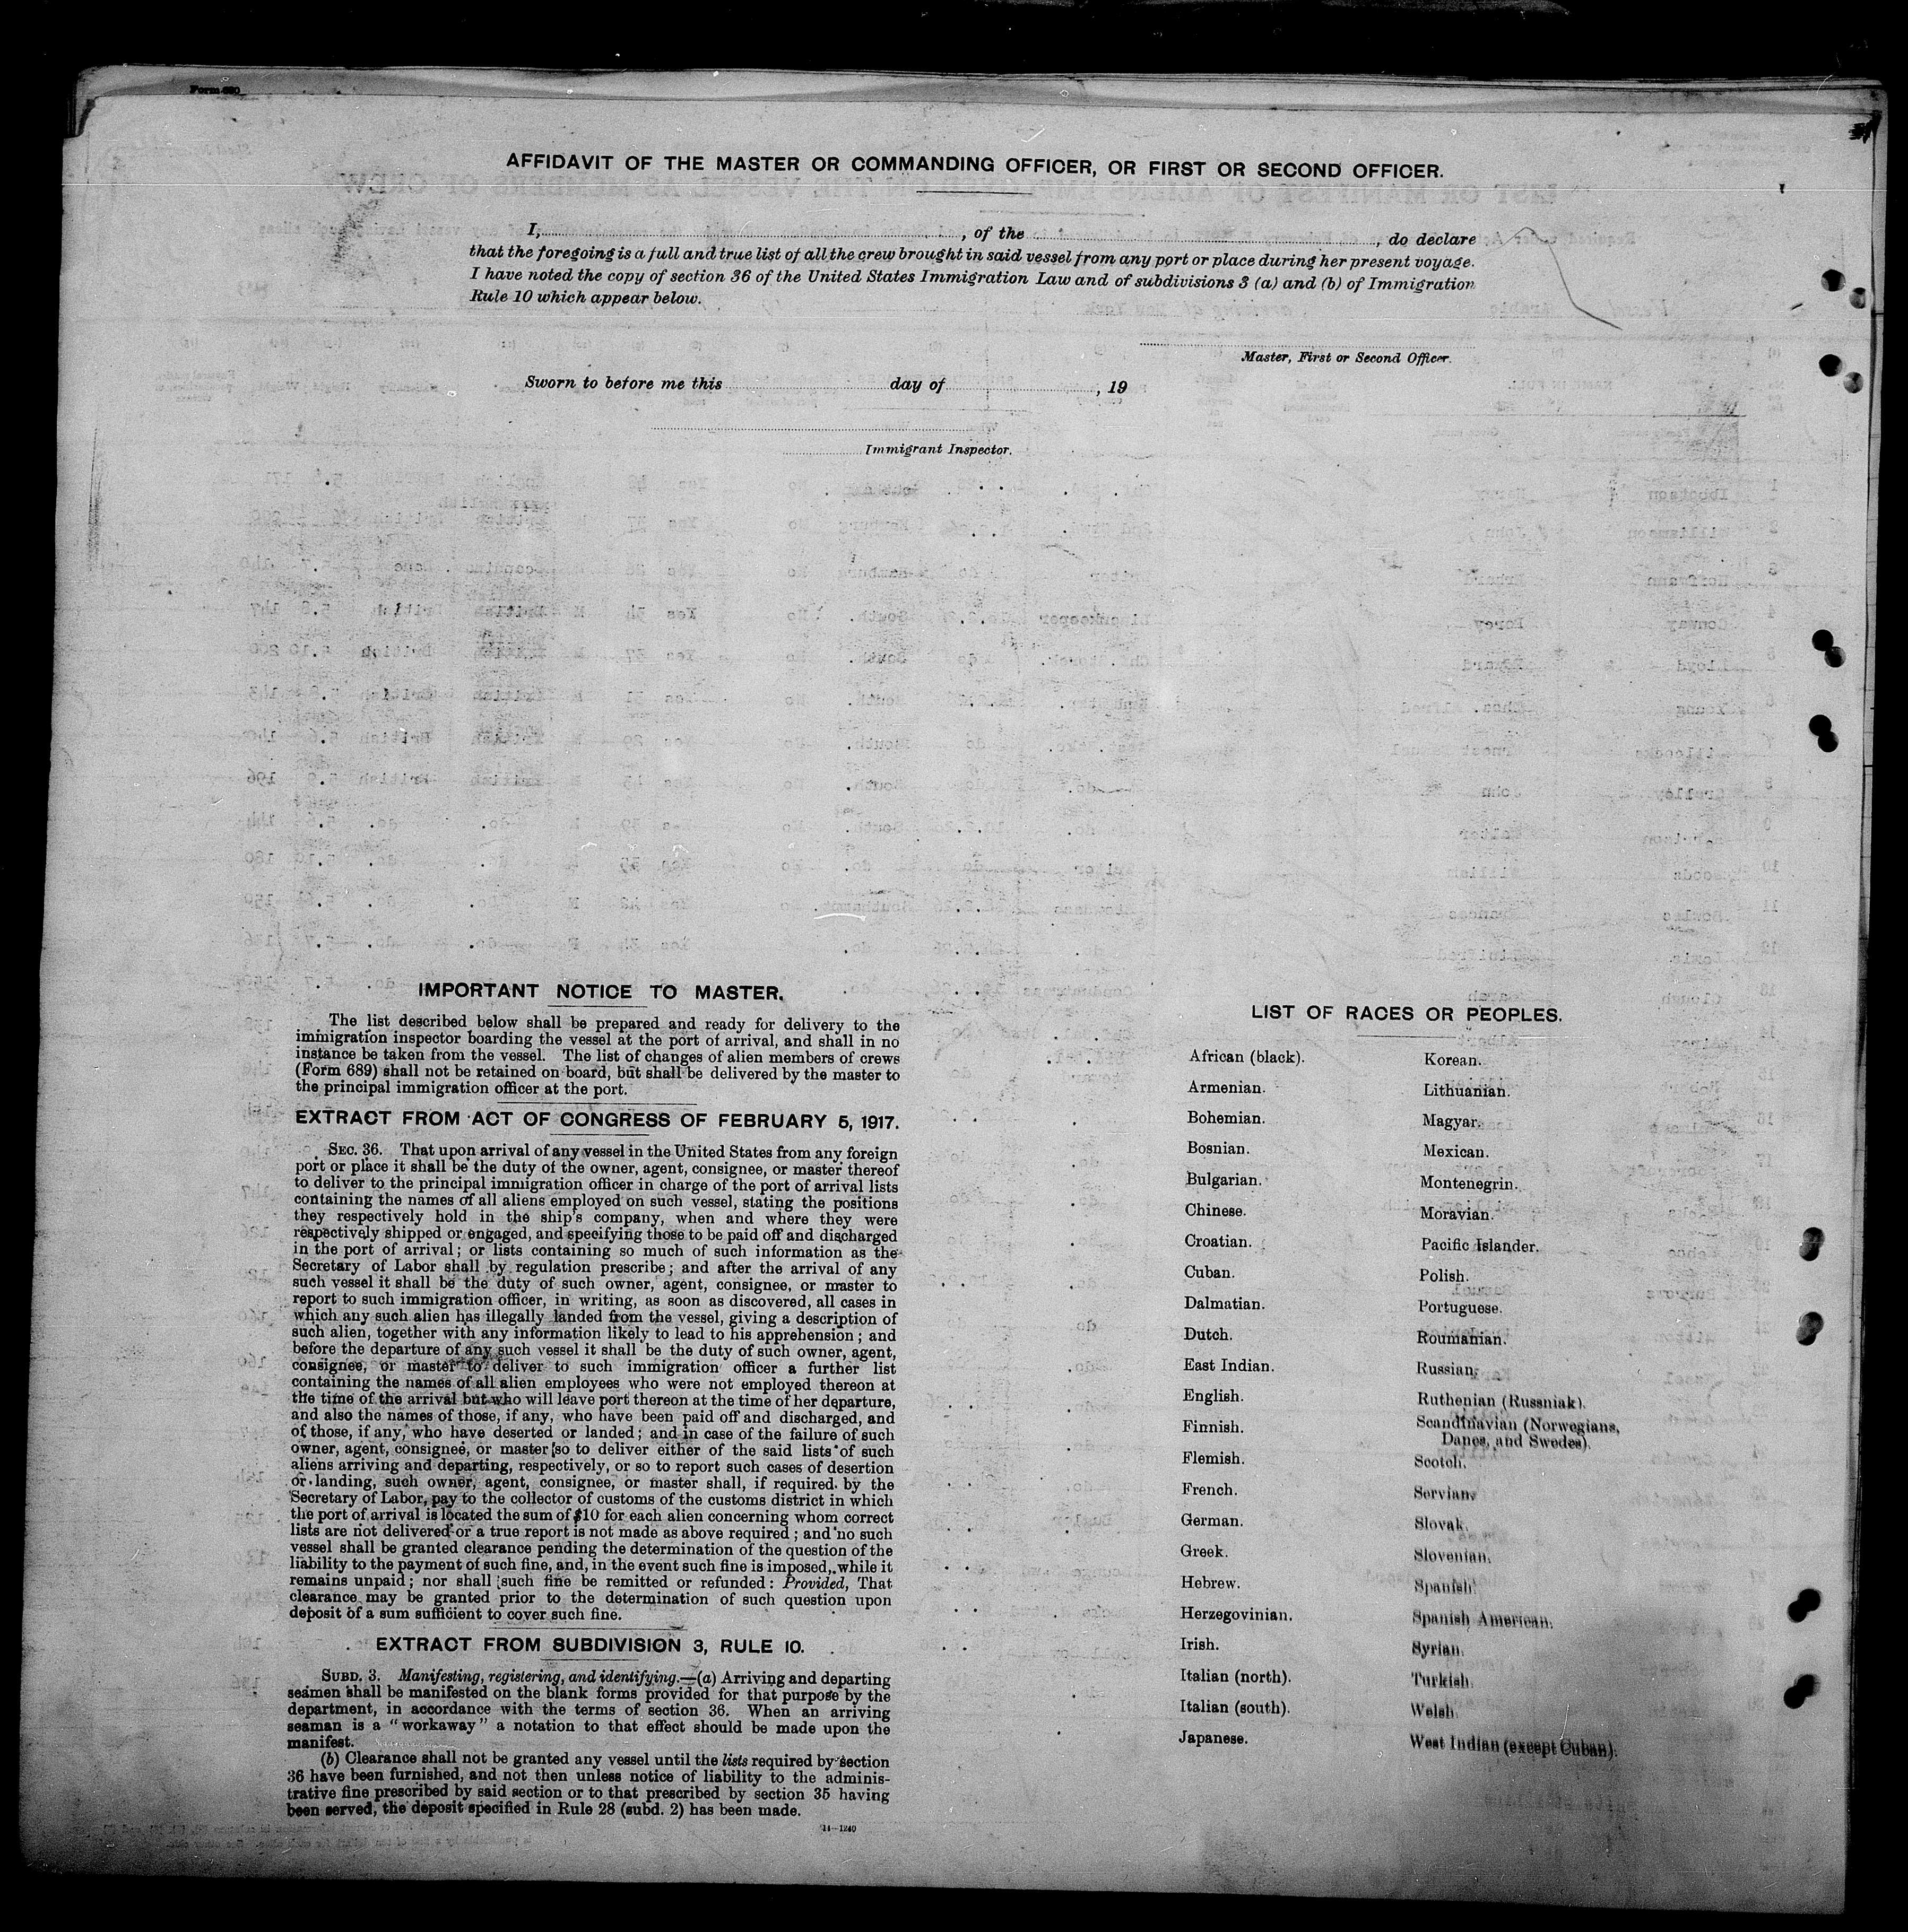 AFFIDAVIT OF THE MASTER OR COMMANDING OFFICER, OR FIRST OR SECOND OFFICER.
I, , of the , do declare
that the foregoing is a full and true list of all the crew brought in said vessel from any port or place during her present voyage.
I have noted the copy of section 36 of the United States Immigration Law and of subdivisions 3 (a) and (b) of Immigration
Rule 10 which appear below.
Master, First or Second Officer.
Sworn to before me this day of , 19
Immigrant Inspector.
IMPORTANT NOTICE TO MASTER.
The list described below shall be prepared and ready for delivery to the
immigration inspector boarding the vessel at the port of arrival, and shall in no
instance be taken from the vessel. The list of changes of alien members of crews
(Form 689) shall not be retained on board, but shall be delivered by the master to
the principal immigration officer at the port.
EXTRACT FROM ACT OF CONGRESS OF FEBRUARY 5, 1917.
SEC. 36. That upon arrival of any vessel in the United States from any foreign
port or place it shall be the duty of the owner, agent, consignee, or master thereof
to deliver to the principal immigration officer in charge of the port of arrival lists
containing the names of all aliens employed on such vessel, stating the positions
they respectively hold in the ship's company, when and where they were
respectively shipped or engaged, and specifying those to be paid off and discharged
in the port of arrival; or lists containing so much of such information as the
Secretary of Labor shall by regulation prescribe; and after the arrival of any
such vessel it shall be the duty of such owner, agent, consignee, or master to
report to such immigration officer, in writing, as soon as discovered, all cases in
which any such alien has illegally landed from the vessel, giving a description of
such alien, together with any information likely to lead to his apprehension; and
before the departure of any such vessel it shall be the duty of such owner, agent,
consignee, or master to deliver to such immigration officer a further list
containing the names of all alien employees who were not employed thereon at
the time of the arrival but who will leave port thereon at the time of her departure,
and also the names of those, if any, who have been paid off and discharged, and
of those, if any, who have deserted or landed; and in case of the failure of such
owner, agent, consignee, or master so to deliver either of the said lists of such
aliens arriving and departing, respectively, or so to report such cases of desertion
or landing, such owner, agent, consignee, or master shall, if required by the
Secretary of Labor, pay to the collector of customs of the customs district in which
the port of arrival is located the sum of $10 for each alien concerning whom correct
lists are not delivered or a true report is not made as above required; and no such
vessel shall be granted clearance pending the determination of the question of the
liability to the payment of such fine, and, in the event such fine is imposed, while it
remains unpaid; nor shall such fine be remitted or refunded: Provided, That
clearance may be granted prior to the determination of such question upon
deposit of a sum sufficient to cover such fine.
EXTRACT FROM SUBDIVISION 3, RULE 10.
SUBD. 3. Manifesting, registering, and identifying.—(a) Arriving and departing
seamen shall be manifested on the blank forms provided for that purpose by the
department, in accordance with the terms of section 36. When an arriving
seaman is a "workaway" a notation to that effect should be made upon the
manifest.
(b) Clearance shall not be granted any vessel until the lists required by section
36 have been furnished, and not then unless notice of liability to the adminis-
trative fine prescribed by said section or to that prescribed by section 35 having
been served, the deposit specified in Rule 28 (subd. 2) has been made.
14—1240
LIST OF RACES OR PEOPLES.
African (black).
Armenian.
Bohemian.
Bosnian.
Bulgarian.
Chinese.
Croatian.
Cuban.
Dalmatian.
Dutch.
East Indian.
English.
Finnish.
Flemish.
French.
German.
Greek.
Hebrew.
Herzegovinian.
Irish.
Italian (north).
Italian (south).
Japanese.
Korean.
Lithuanian.
Magyar.
Mexican.
Montenegrin.
Moravian.
Pacific Islander.
Polish.
Portuguese.
Roumanian.
Russian.
Ruthenian (Russniak).
Scandinavian (Norwegians,
Danes, and Swedes).
Scotch.
Servian.
Slovak.
Slovenian.
Spanish.
Spanish American.
Syrian.
Turkish.
Welsh.
West Indian (except Cuban).